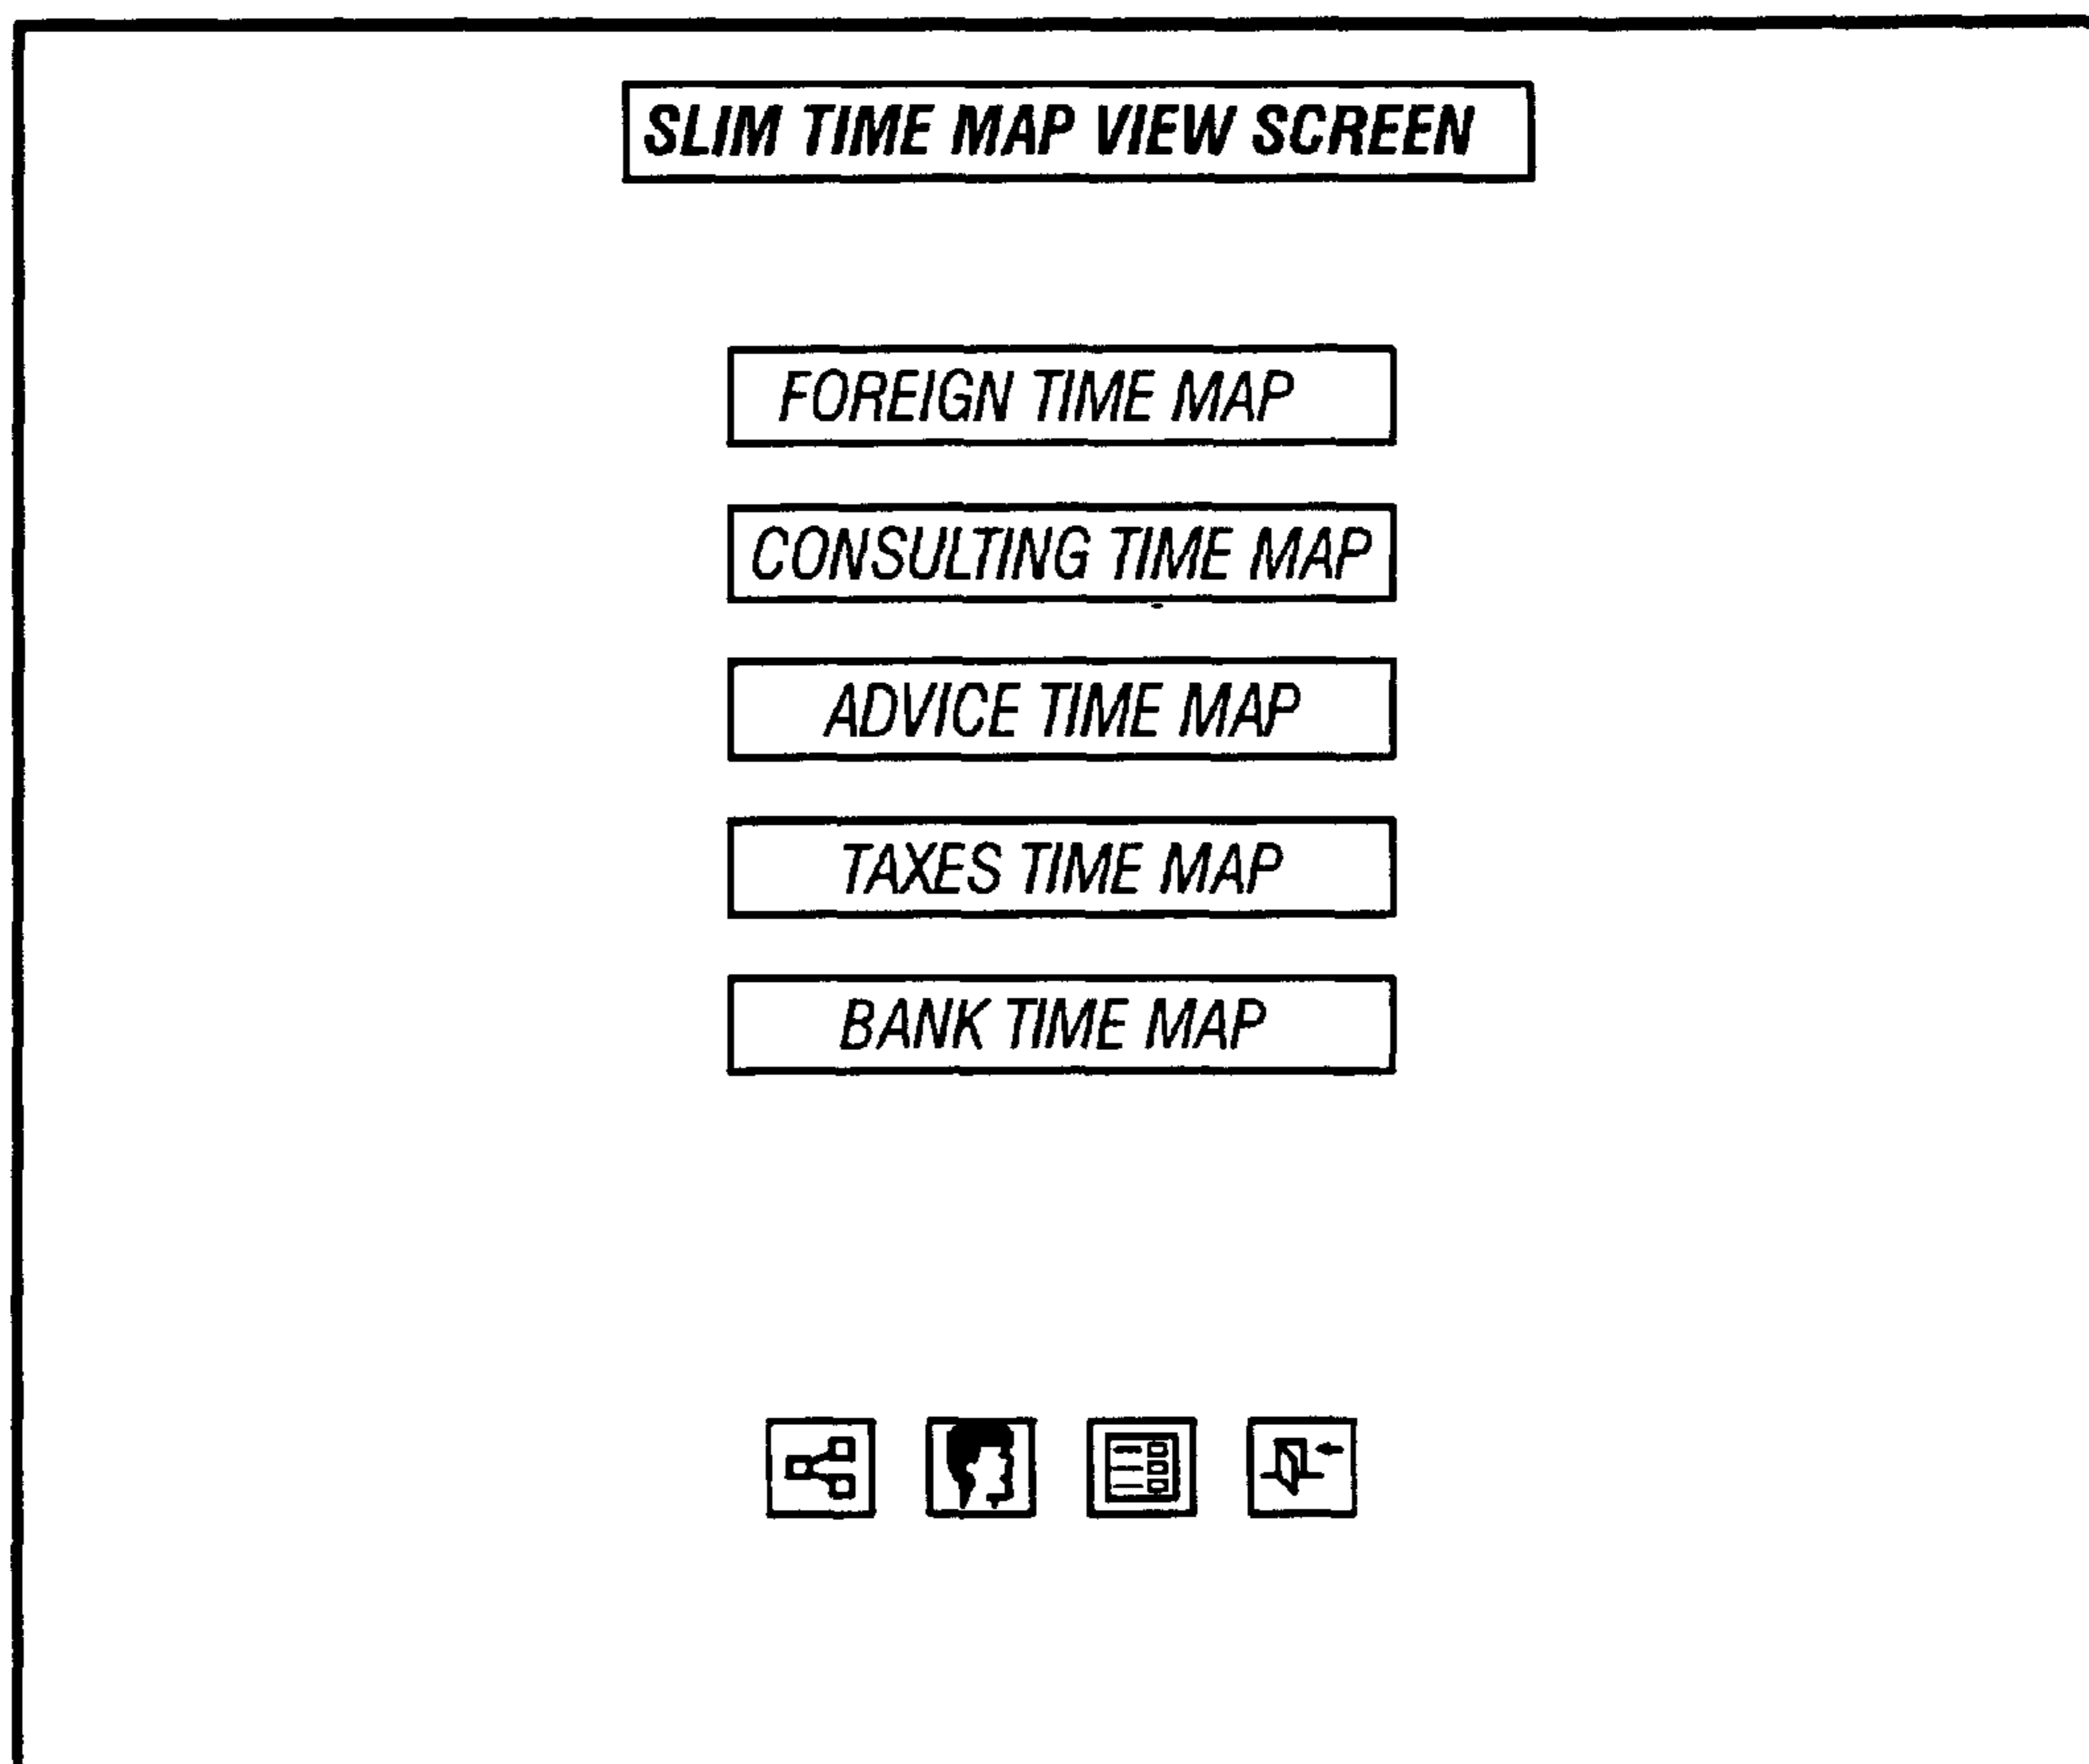 SLIM TIME MAP VIEW SCREEN
FOREIGN TIME MAP
CONSULTING TIME MAP
ADVICE TIME MAP
TAXES TIME MAP
BANK TIME MAP